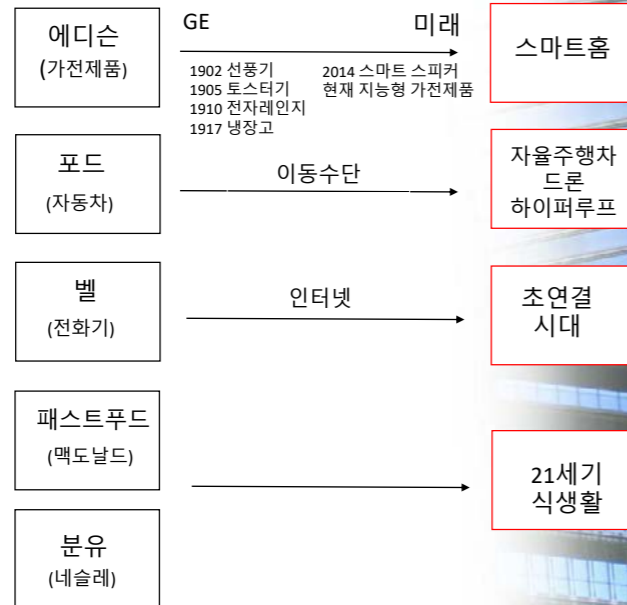 에디슨
(가전제품)
GE
미래
스마트홈
1902 선풍기
1905 토스터기
1910 전자레인지
1917 냉장고
2014 스마트 스피커
현재 지능형 가전제품
포드
(자동차)
이동수단
자율주행차
드론
하이퍼루프
벨
(전화기)
인터넷
초연결
시대
패스트푸드
(맥도날드)
21세기
식생활
분유
(네슬레)